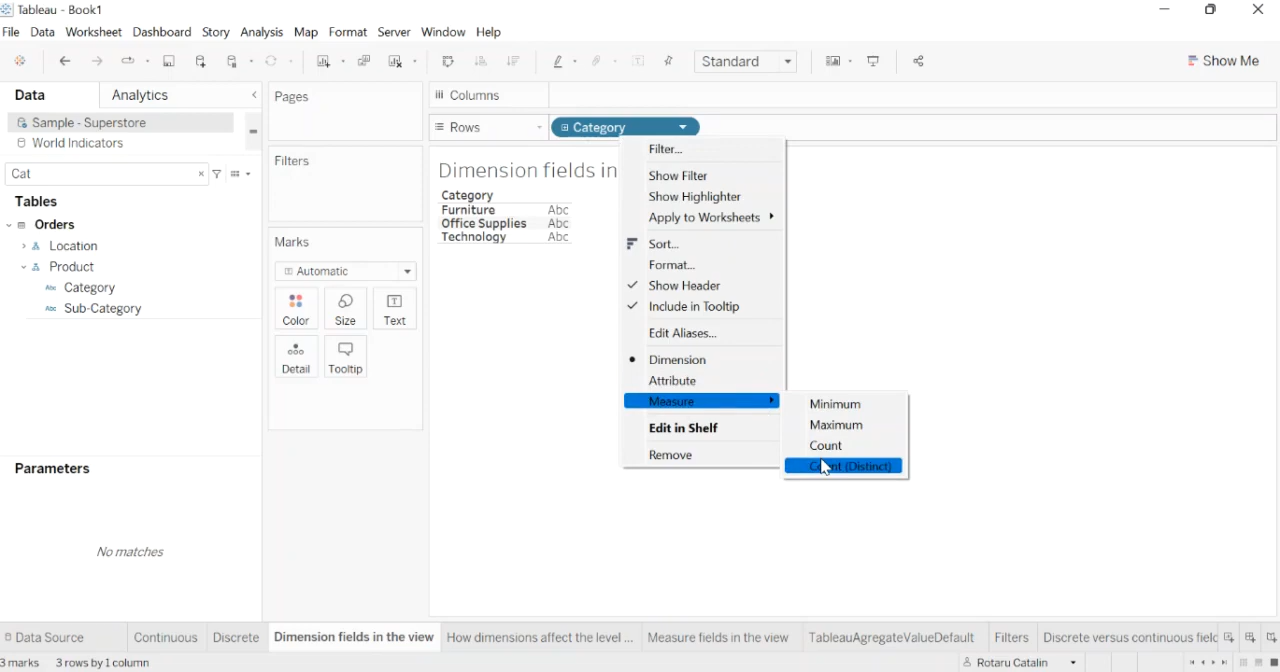 Tableau - Book1
File Data Worksheet Dashboard Story Analysis Map Format Server Window Help
Standard
Show Me
Data Analytics
Sample - Superstore
World Indicators
Cat
Tables
Orders
Location
Product
Abc Category
Abc Sub-Category
Parameters
No matches
Pages
Filters
Marks
Automatic
Color Size Text
Detail Tooltip
Columns
Rows Category
Dimension fields in
Category
Furniture Abc
Office Supplies Abc
Technology Abc
Filter...
Show Filter
Show Highlighter
Apply to Worksheets
Sort...
Format...
Show Header
Include in Tooltip
Edit Aliases...
Dimension
Attribute
Measure
Edit in Shelf
Remove
Minimum
Maximum
Count
Count (Distinct)
Data Source Continuous Discrete Dimension fields in the view How dimensions affect the level ... Measure fields in the view TableauAgregateValueDefault Filters Discrete versus continuous field
3 marks 3 rows by 1 column Rotaru Catalin